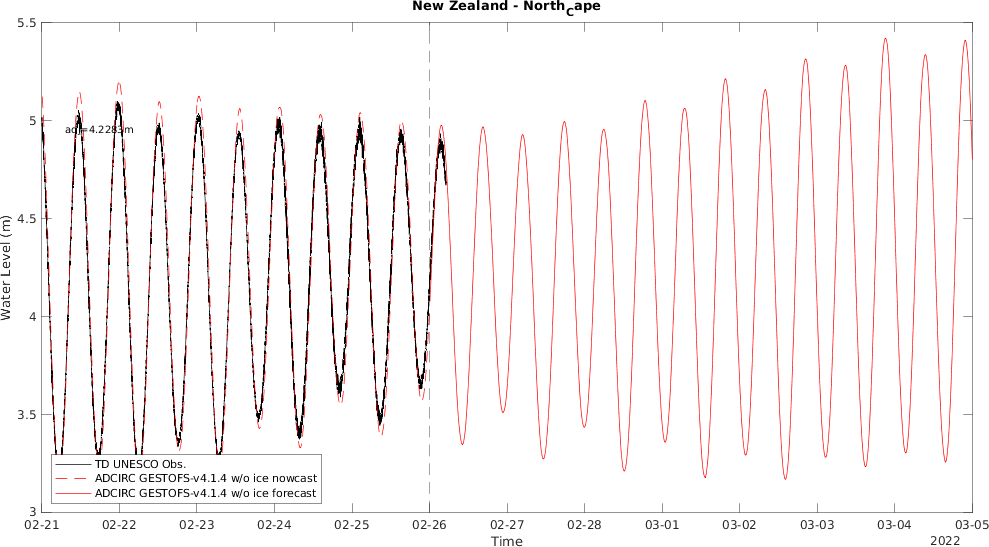 New Zealand - NorthCape
5.5
5
4.5
4
3.5
3
Water Level (m)
adj=4.2283m
TD UNESCO Obs.
ADCIRC GESTOFS-v4.1.4 w/o ice nowcast
ADCIRC GESTOFS-v4.1.4 w/o ice forecast
02-21 02-22 02-23 02-24 02-25 02-26 02-27 02-28 03-01 03-02 03-03 03-04 03-05
Time
2022